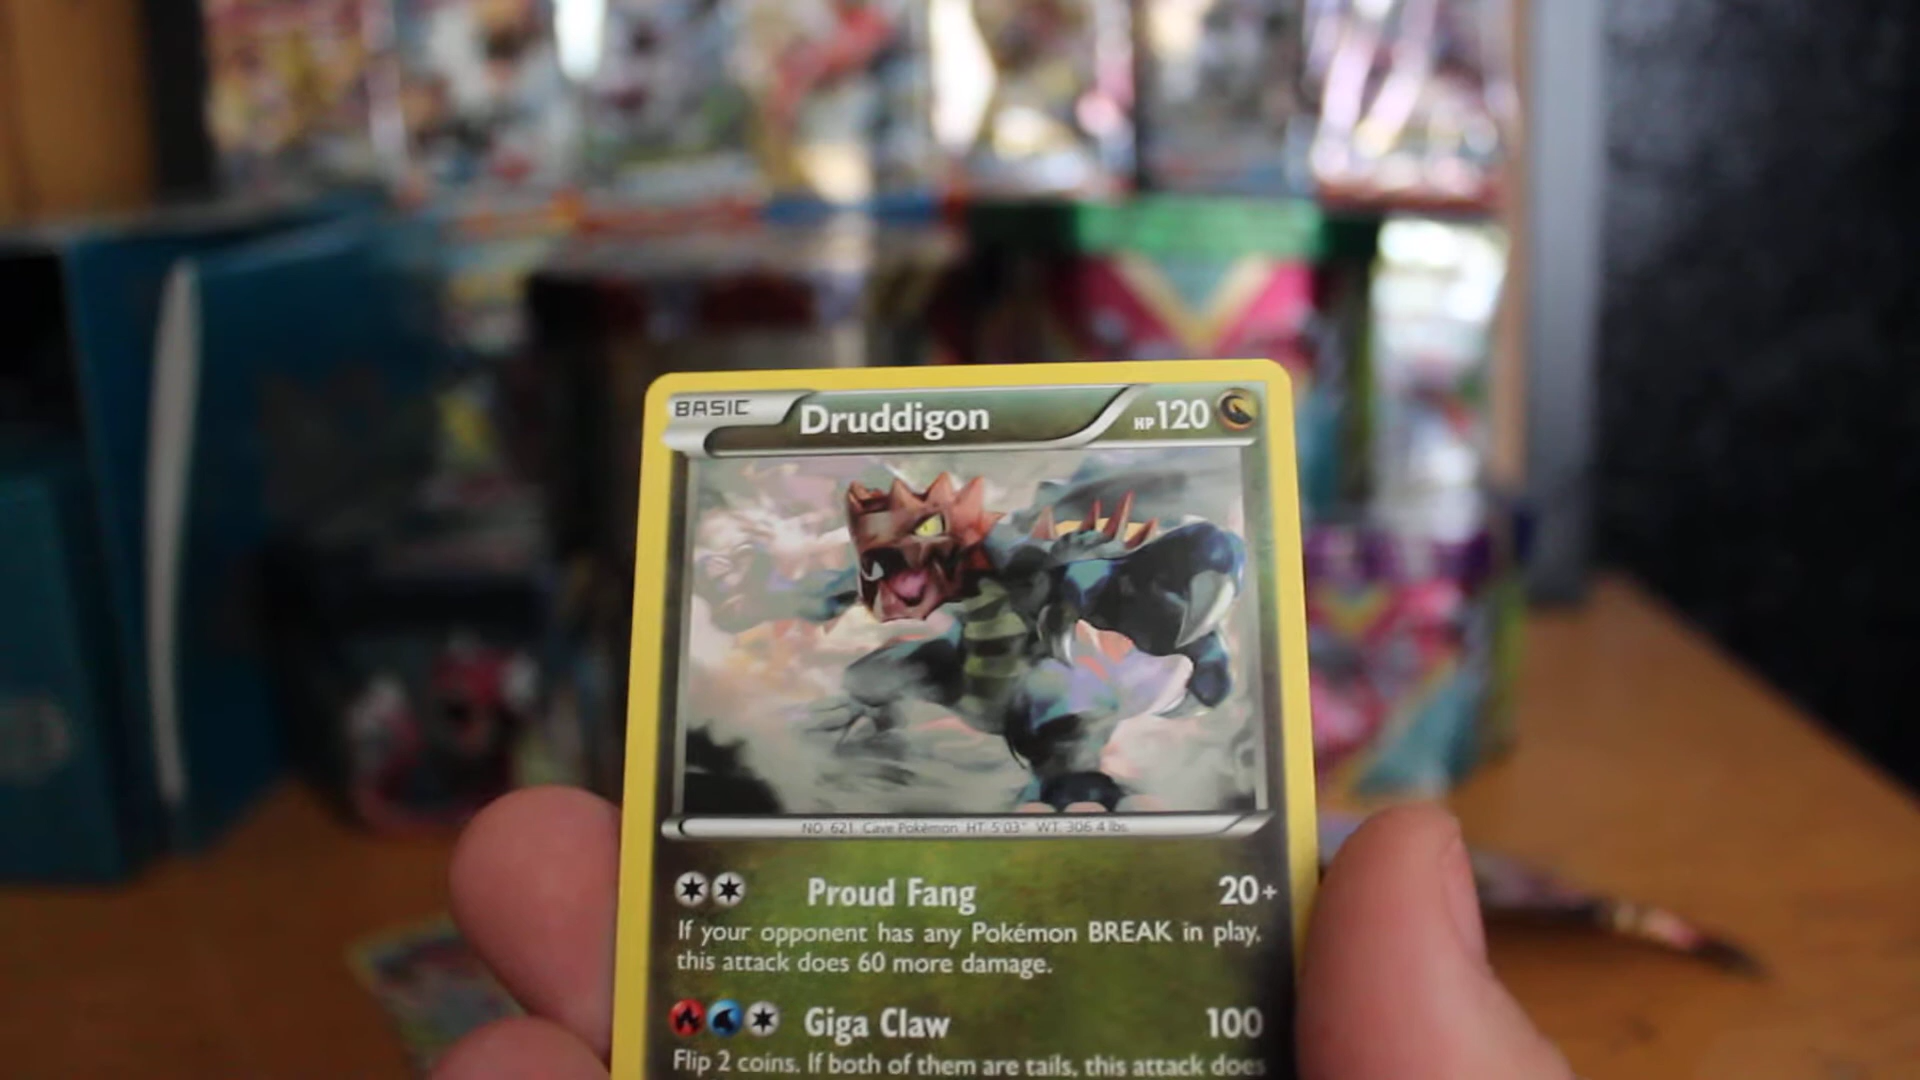 BASIC Druddigon HP120
NO. 621 Cave Pokémon HT. 5'03" WT. 306.4 lbs.
Proud Fang 20+
If your opponent has any Pokémon BREAK in play,
this attack does 60 more damage.
Giga Claw 100
Flip 2 coins. If both of them are tails, this attack does